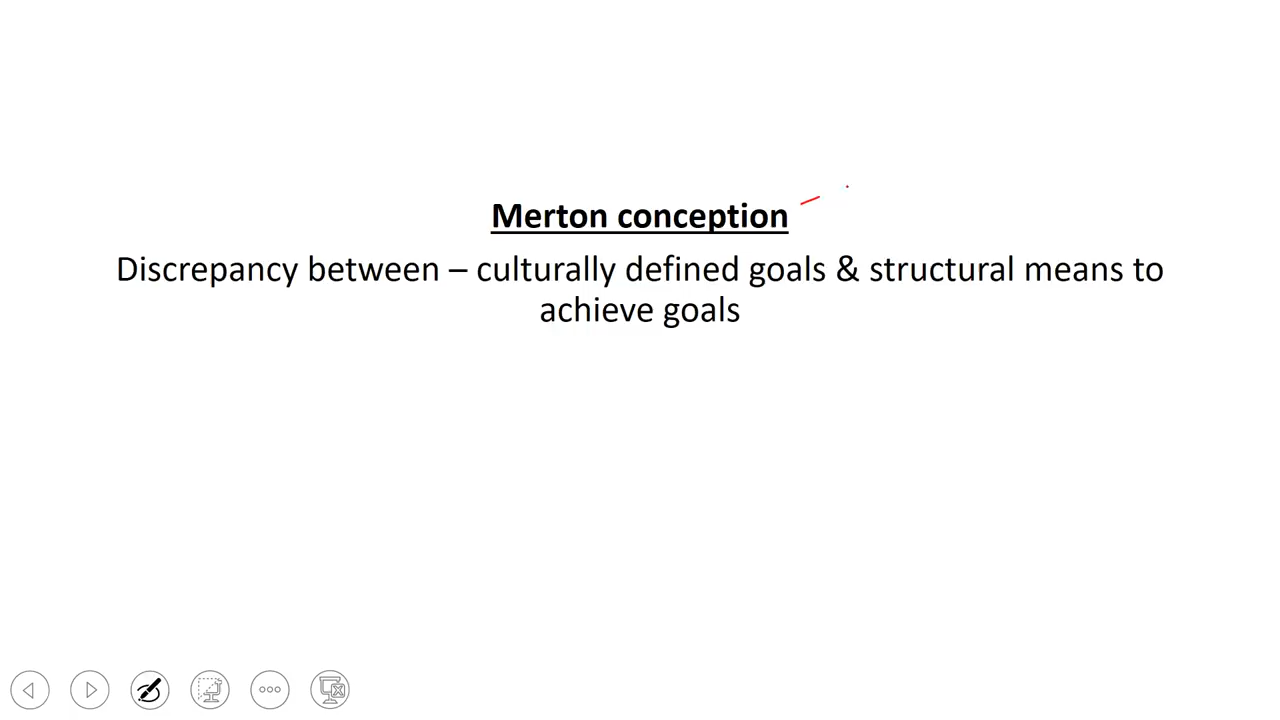 Merton conception
Discrepancy between – culturally defined goals & structural means to
achieve goals